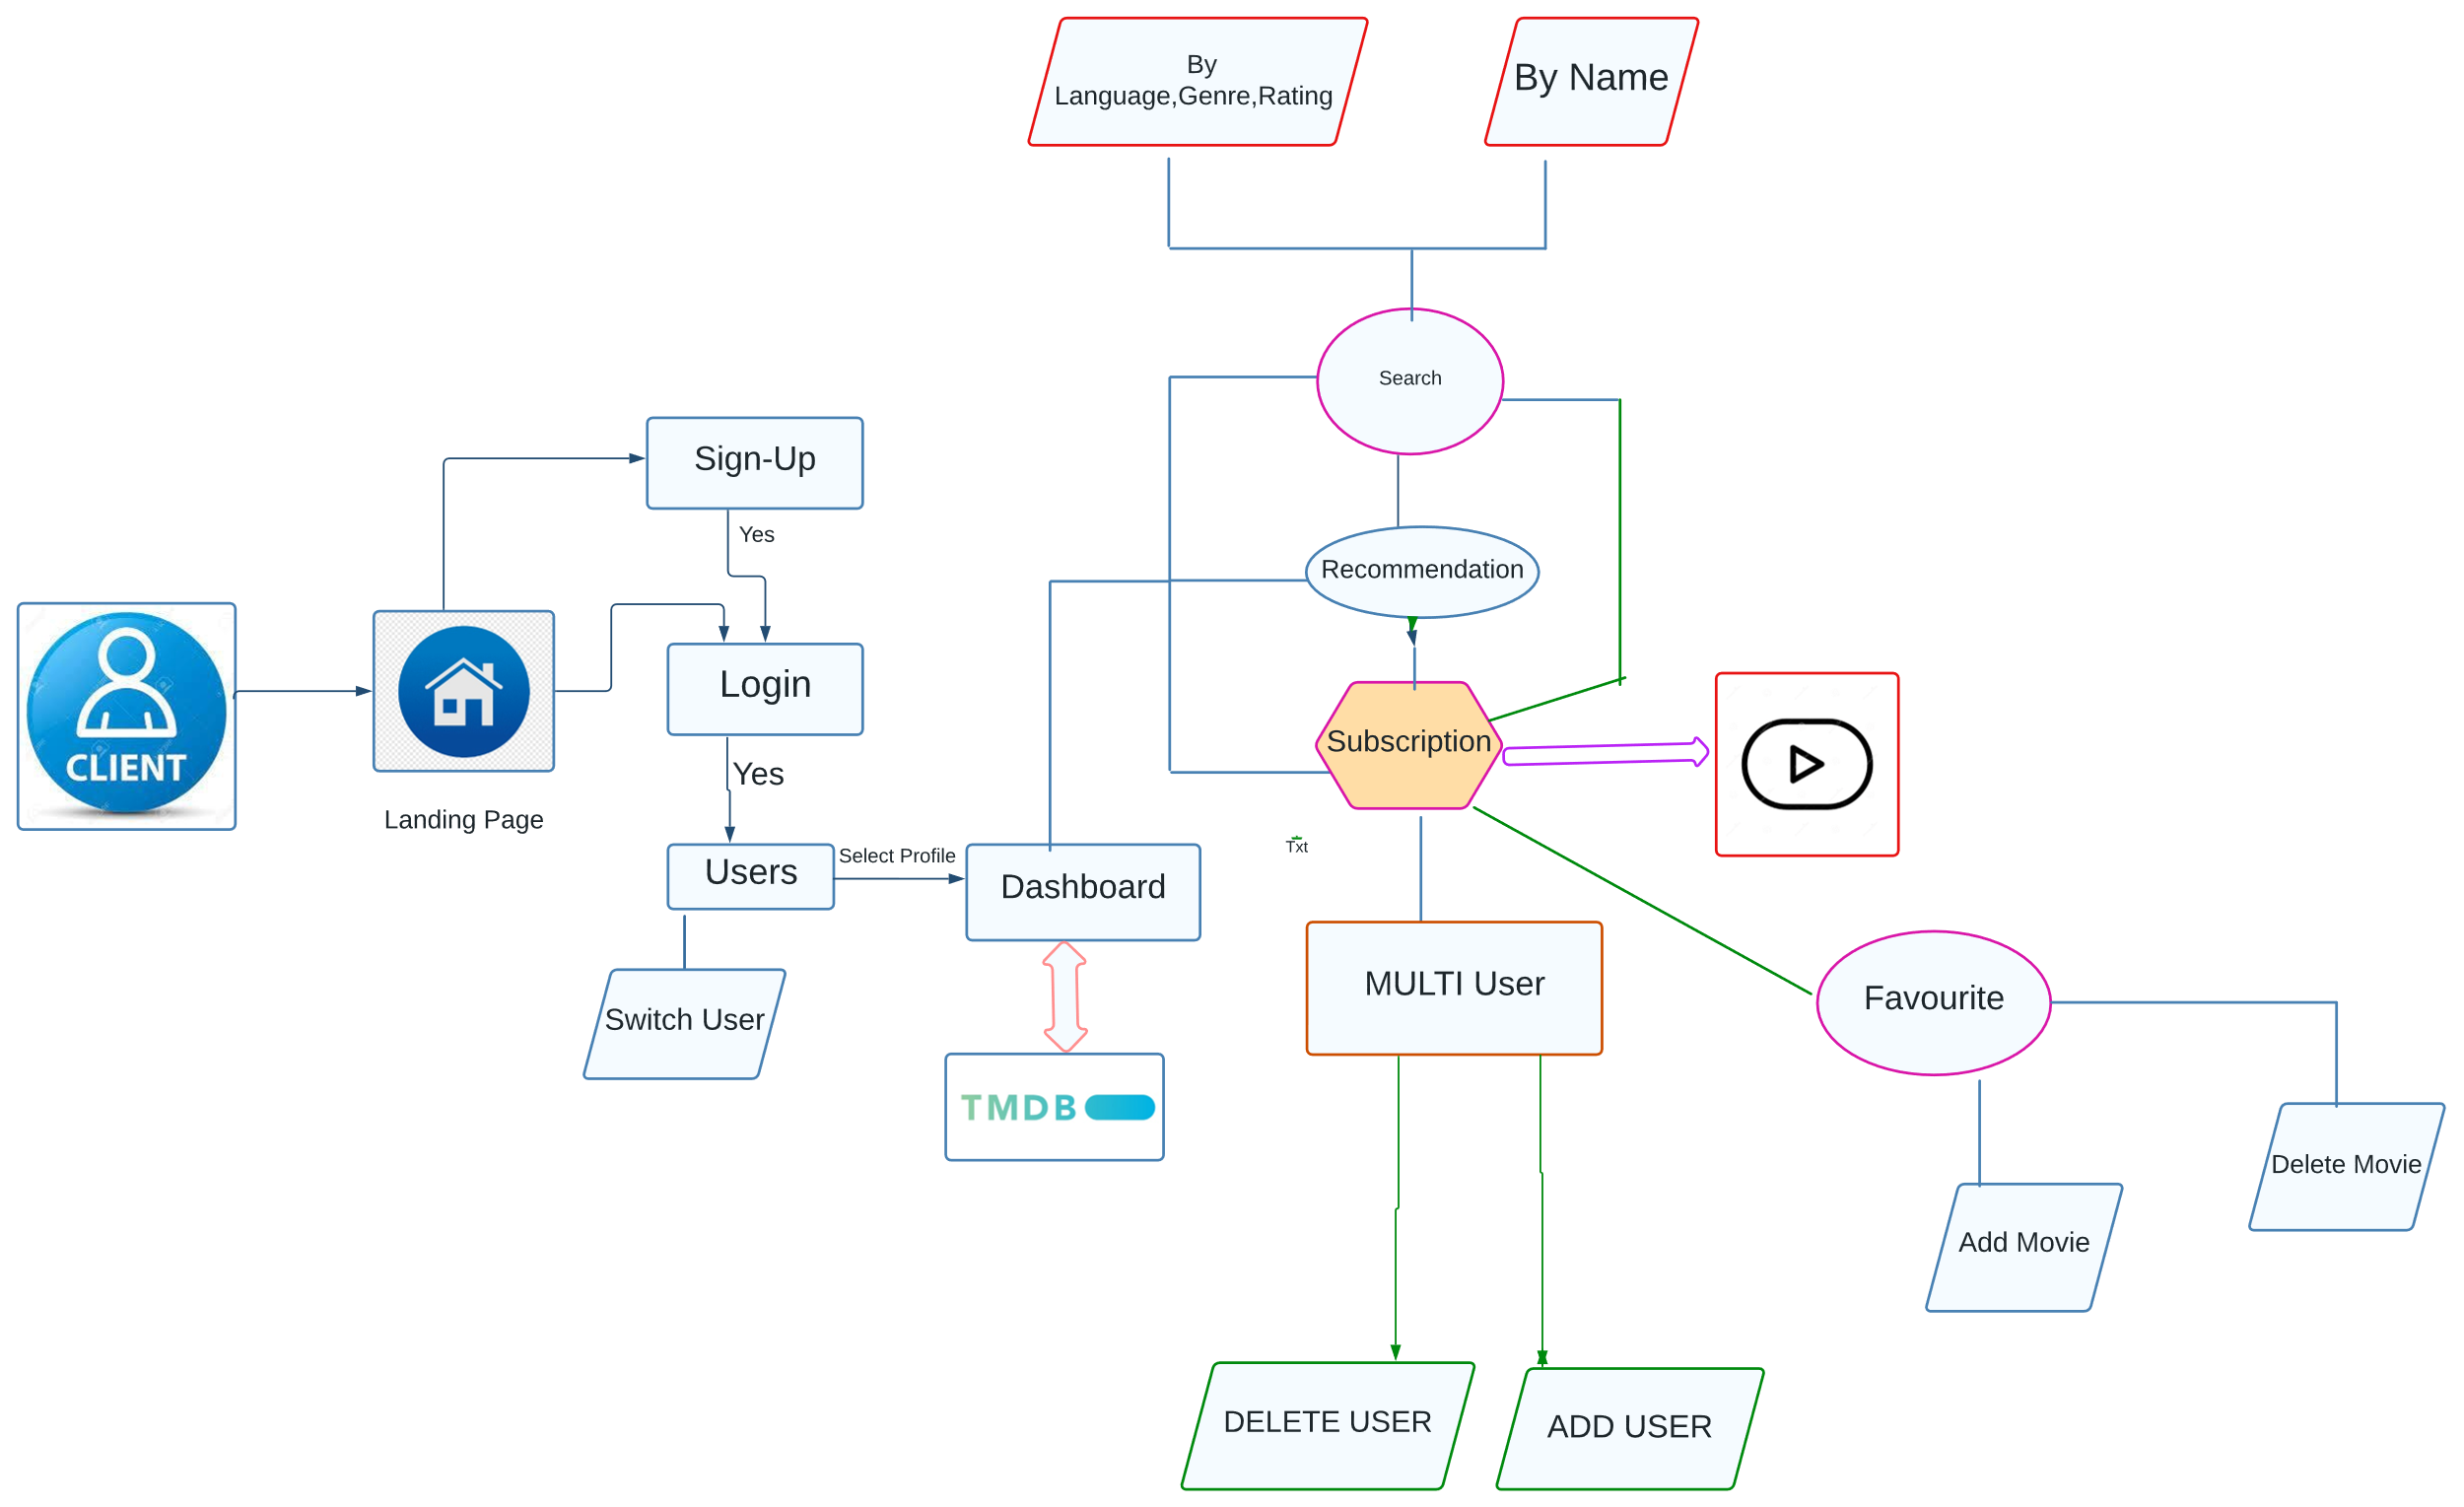 By
Language,Genre,Rating
By Name
Search
Sign-Up
Yes
Recommendation
Login
CLIENT
Landing Page
Yes
Subscription
Users
Select Profile
Dashboard
Txt
Switch User
MULTI User
Favourite
TMDB
Delete Movie
Add Movie
DELETE USER
ADD USER